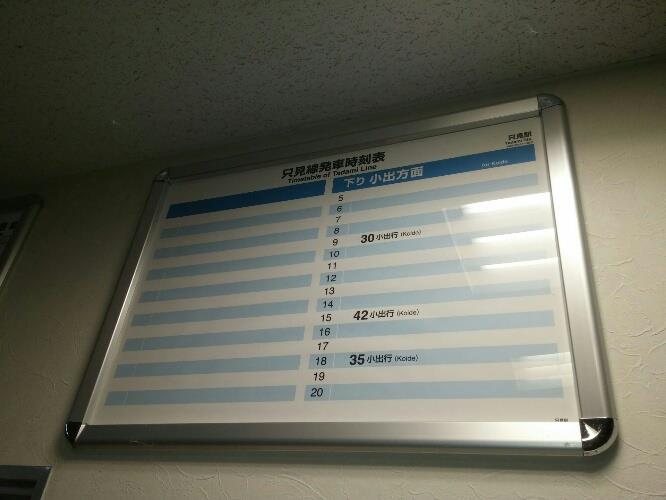 只見線発車時刻表
Timetable of Tadami Line
只見駅
下り 小出方面 for Koide
5
6
7
8
9 30 小出行 (Koide)
10
11
12
13
14
15 42 小出行 (Koide)
16
17
18 35 小出行 (Koide)
19
20